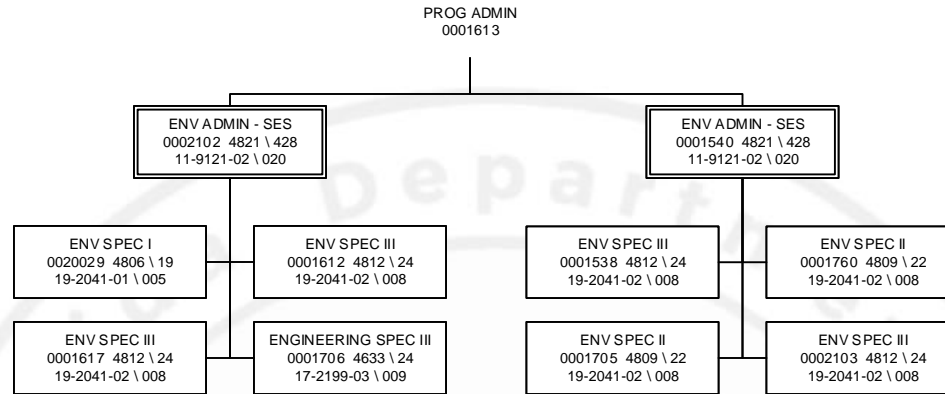 PROG ADMIN
0001613
ENV ADMIN - SES
0002102 4821 \ 428
11-9121-02 \ 020
ENV ADMIN - SES
0001540 4821 \ 428
11-9121-02 \ 020
ENV SPEC I
0020029 4806 \ 19
19-2041-01 \ 005
ENV SPEC III
0001612 4812 \ 24
19-2041-02 \ 008
ENV SPEC III
0001538 4812 \ 24
19-2041-02 \ 008
ENV SPEC II
0001760 4809 \ 22
19-2041-02 \ 008
ENV SPEC III
0001617 4812 \ 24
19-2041-02 \ 008
ENGINEERING SPEC III
0001706 4633 \ 24
17-2199-03 \ 009
ENV SPEC II
0001705 4809 \ 22
19-2041-02 \ 008
ENV SPEC III
0002103 4812 \ 24
19-2041-02 \ 008